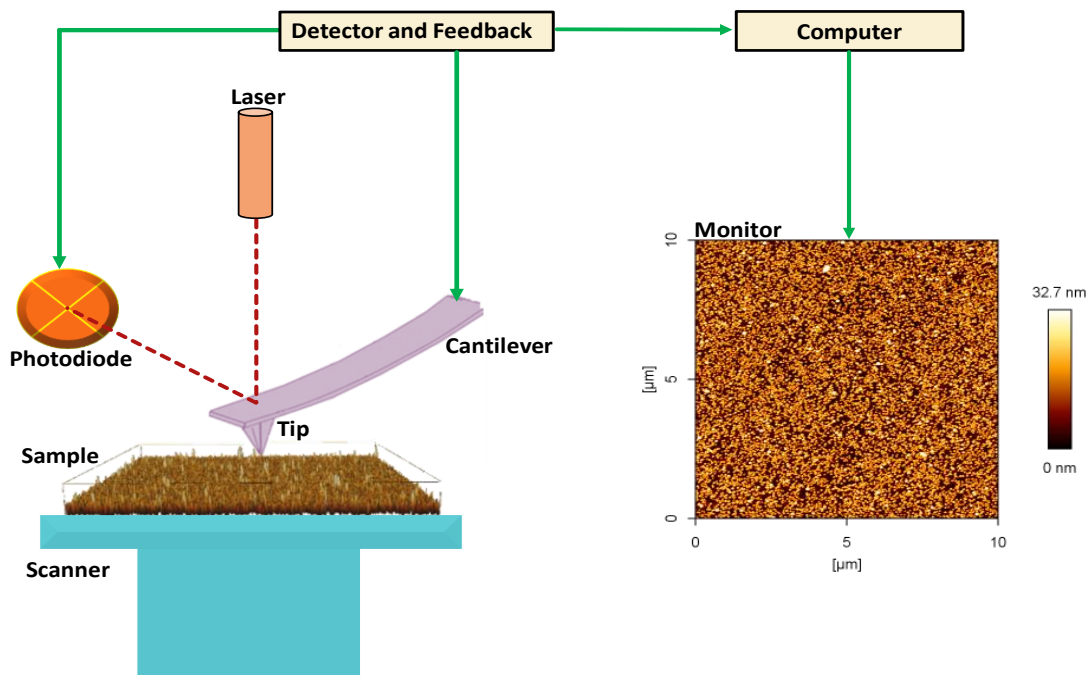 Detector and Feedback
Computer
Laser
Monitor
Photodiode
Cantilever
Tip
Sample
Scanner
10
5
0
[µm]
0
5
10
[µm]
32.7 nm
0 nm